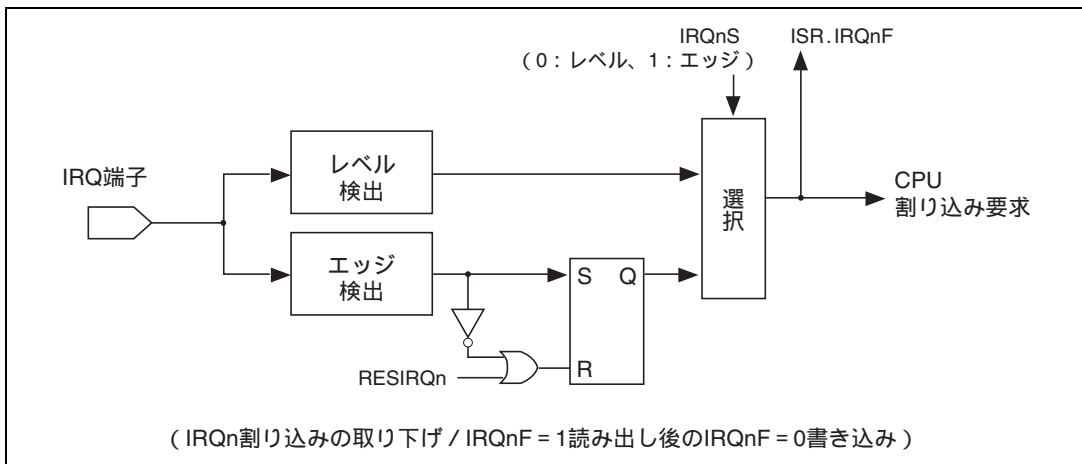 IRQnS
(0：レベル、1：エッジ)
ISR.IRQnF
IRQ端子
レベル
検出
エッジ
検出
選択
CPU
割り込み要求
S Q
R
RESIRQn
(IRQn割り込みの取り下げ / IRQnF = 1読み出し後のIRQnF = 0書き込み)